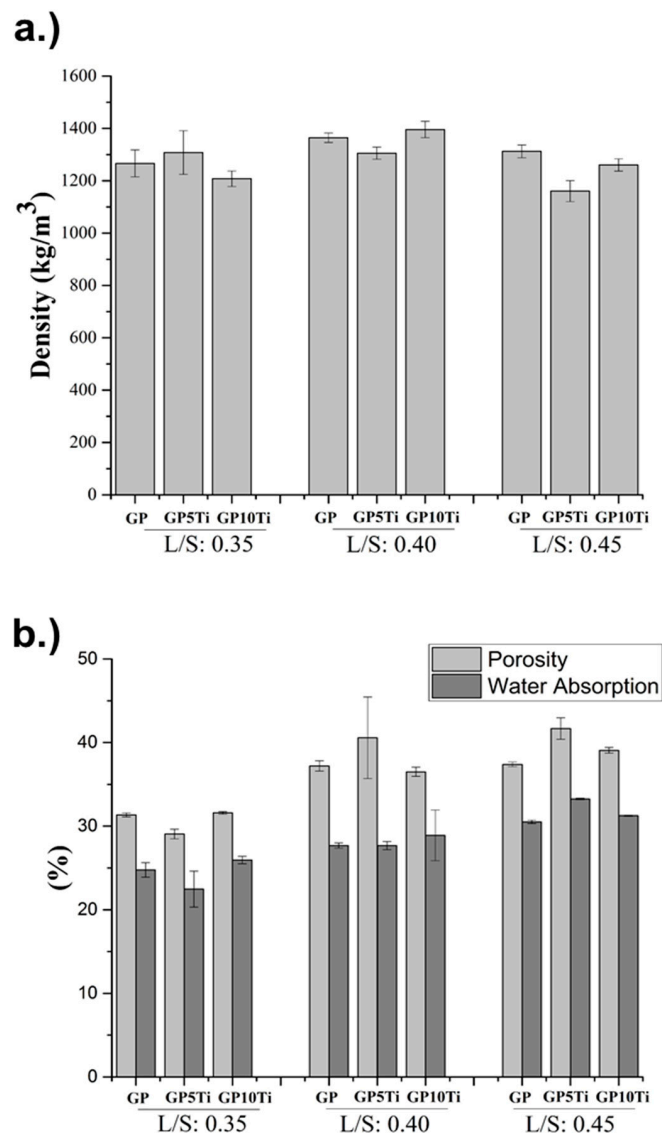 a.)
1600
1400
1200
1000
800
600
400
200
0
Density (kg/m³)
GP GP5Ti GP10Ti GP GP5Ti GP10Ti GP GP5Ti GP10Ti
L/S: 0.35 L/S: 0.40 L/S: 0.45
b.)
Porosity
Water Absorption
50
40
30
20
10
0
(%)
GP GP5Ti GP10Ti GP GP5Ti GP10Ti GP GP5Ti GP10Ti
L/S: 0.35 L/S: 0.40 L/S: 0.45